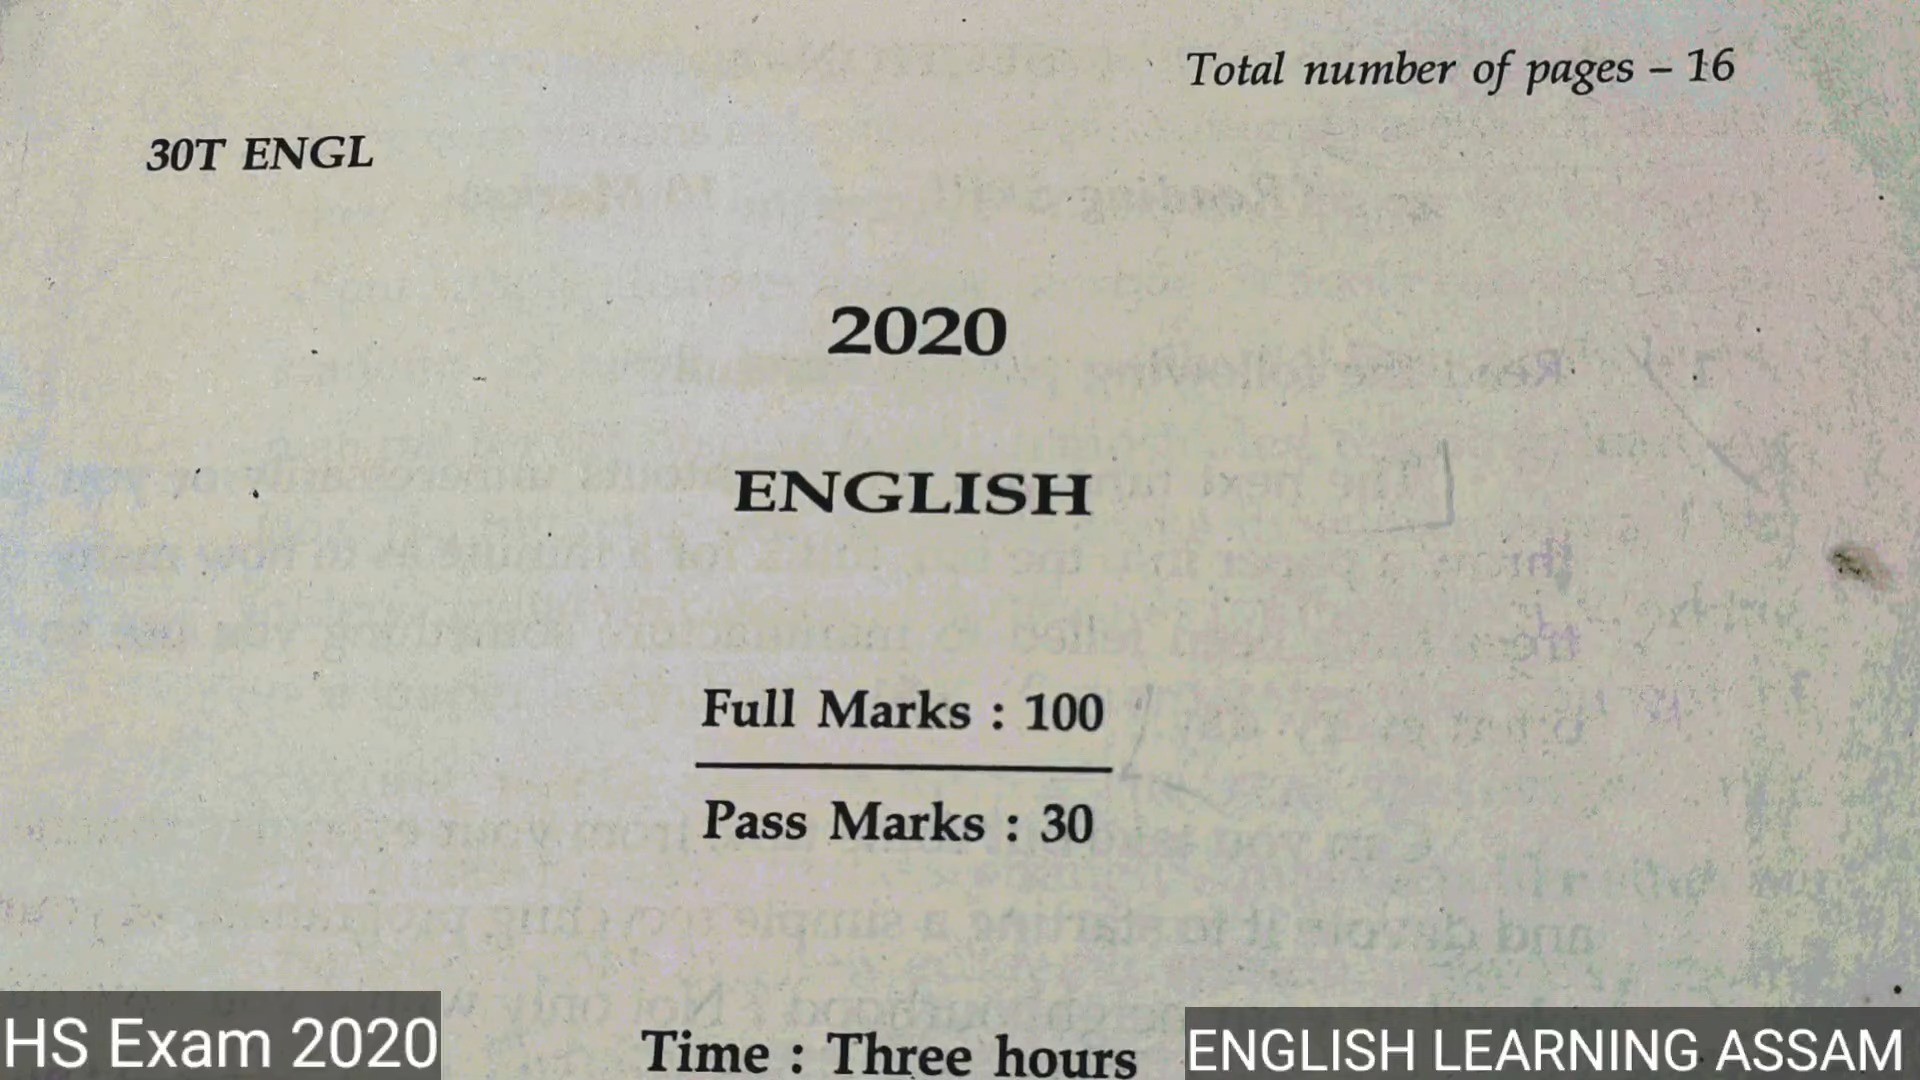 Total number of pages – 16
30T ENGL
2020
ENGLISH
Full Marks : 100
Pass Marks : 30
Time : Three hours
HS Exam 2020
ENGLISH LEARNING ASSAM